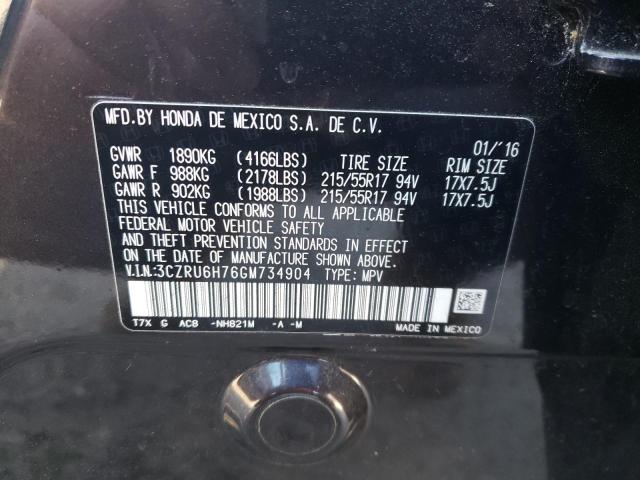 MFD.BY HONDA DE MEXICO S.A. DE C.V.
01/'16
GVWR 1890KG (4166LBS) TIRE SIZE RIM SIZE
GAWR F 988KG (2178LBS) 215/55R17 94V 17X7.5J
GAWR R 902KG (1988LBS) 215/55R17 94V 17X7.5J
THIS VEHICLE CONFORMS TO ALL APPLICABLE
FEDERAL MOTOR VEHICLE SAFETY
AND THEFT PREVENTION STANDARDS IN
EFFECT ON THE DATE OF MANUFACTURE SHOWN ABOVE.
V.I.N.:3CZRU6H76GM734904 TYPE: MPV
T7X G AC8 -NH821M -A -M
MADE IN MEXICO